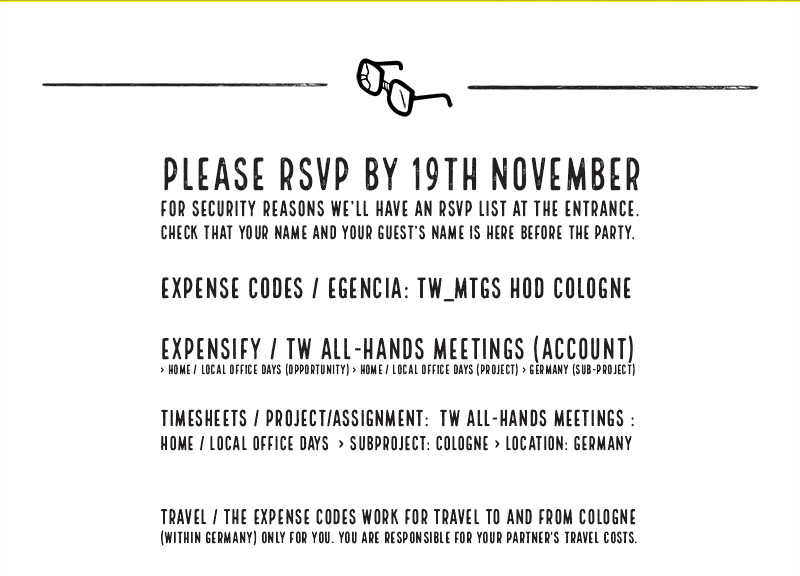 PLEASE RSVP BY 19TH NOVEMBER
FOR SECURITY REASONS WE'LL HAVE AN RSVP LIST AT THE ENTRANCE.
CHECK THAT YOUR NAME AND YOUR GUEST'S NAME IS HERE BEFORE THE PARTY.
EXPENSE CODES / EGENCIA: TW_MTGS HOD COLOGNE
EXPENSIFY / TW ALL-HANDS MEETINGS (ACCOUNT)
> HOME / LOCAL OFFICE DAYS (OPPORTUNITY) > HOME / LOCAL OFFICE DAYS (PROJECT) > GERMANY (SUB-PROJECT)
TIMESHEETS / PROJECT/ASSIGNMENT: TW ALL-HANDS MEETINGS :
HOME / LOCAL OFFICE DAYS > SUBPROJECT: COLOGNE > LOCATION: GERMANY
TRAVEL / THE EXPENSE CODES WORK FOR TRAVEL TO AND FROM COLOGNE
(WITHIN GERMANY) ONLY FOR YOU. YOU ARE RESPONSIBLE FOR YOUR PARTNER'S TRAVEL COSTS.